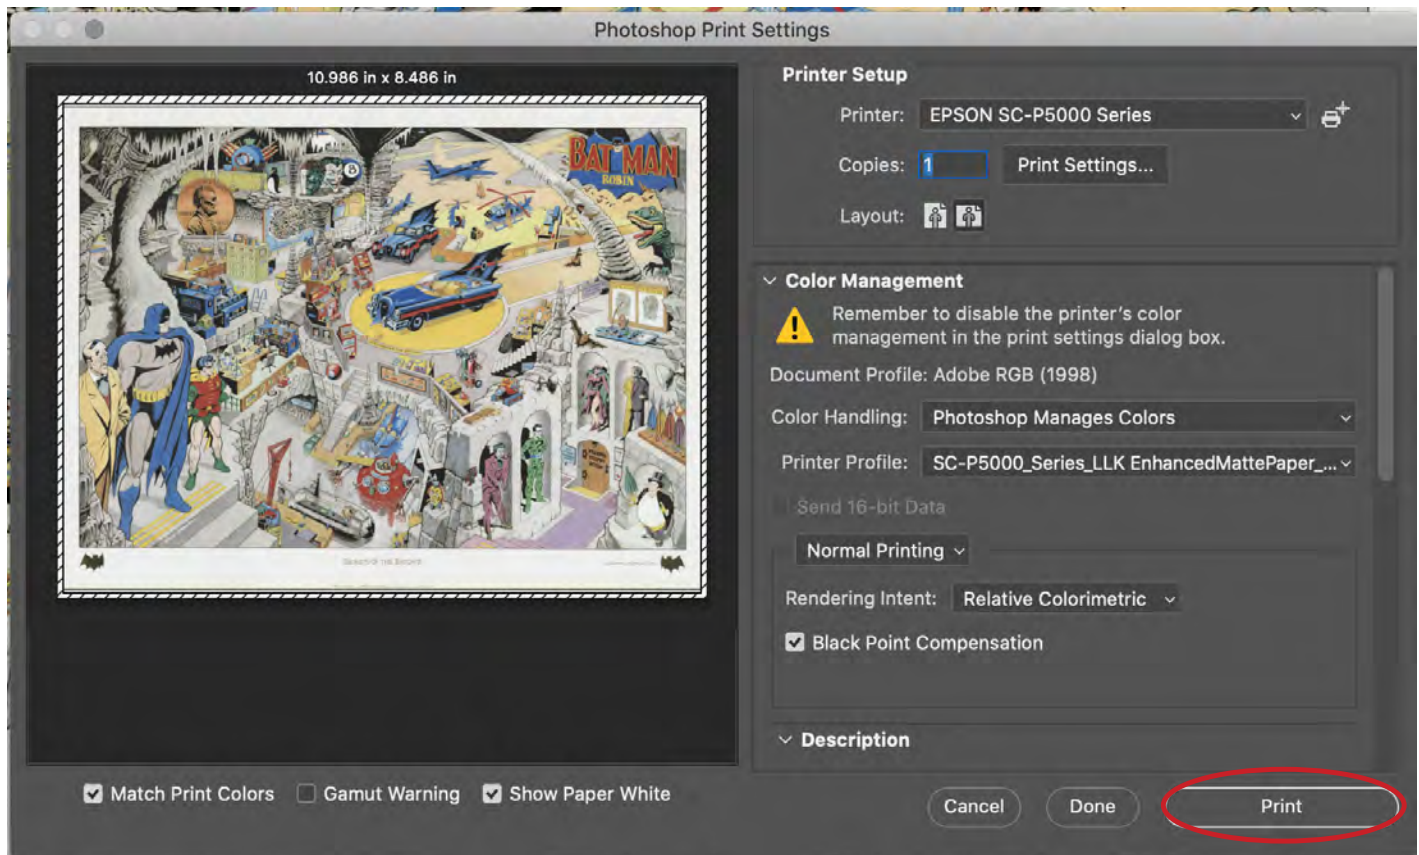 Photoshop Print Settings
10.986 in x 8.486 in
BATMAN
ROBIN
8
Printer Setup
Printer: EPSON SC-P5000 Series
Copies: 1 Print Settings...
Layout:
Color Management
Remember to disable the printer's color
management in the print settings dialog box.
Document Profile: Adobe RGB (1998)
Color Handling: Photoshop Manages Colors
Printer Profile: SC-P5000_Series_LLK EnhancedMattePaper_...
Send 16-bit Data
Normal Printing
Rendering Intent: Relative Colorimetric
Black Point Compensation
Description
Match Print Colors Gamut Warning Show Paper White
Cancel Done Print